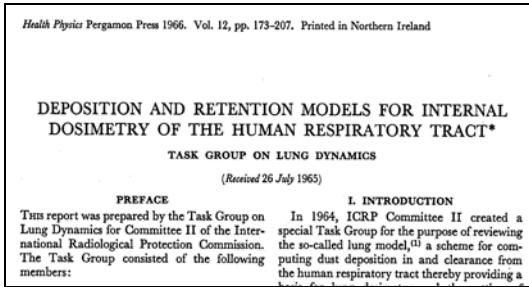 Health Physics Pergamon Press 1966. Vol. 12, pp. 173–207. Printed in Northern Ireland
DEPOSITION AND RETENTION MODELS FOR INTERNAL
DOSIMETRY OF THE HUMAN RESPIRATORY TRACT*
TASK GROUP ON LUNG DYNAMICS
(Received 26 July 1965)
PREFACE
THIS report was prepared by the Task Group on
Lung Dynamics for Committee II of the Inter-
national Radiological Protection Commission.
The Task Group consisted of the following
members:
I. INTRODUCTION
In 1964, ICRP Committee II created a
special Task Group for the purpose of reviewing
the so-called lung model,(1) a scheme for com-
puting dust deposition in and clearance from
the human respiratory tract thereby providing a